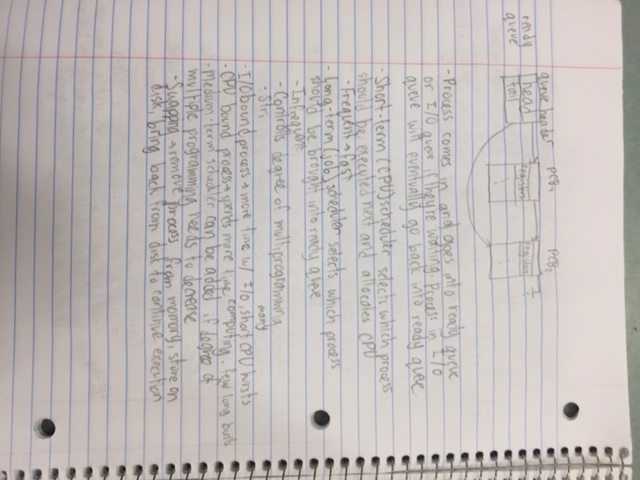 queue header PCB₁ PCB₂
ready queue
head
tail
registers
registers
- Process comes in and goes into ready queue
or I/O queue if they're waiting. Process in I/O
queue will eventually go back into ready queue
- Short-term (CPU) scheduler selects which process
should be executed next and allocates CPU
- Frequent → fast
- Long-term (job) scheduler selects which process
should be brought into ready queue
- Infrequent
- Controls degree of multiprogramming
- I/O bound process → more time w/ I/O, many short CPU bursts
- CPU bound process → spends more time computing, few long bursts
- Medium-term scheduler can be added if degree of
multiple programming needs to decrease
- Swapping → remove process from memory, store on
disk, bring back from disk to continue execution